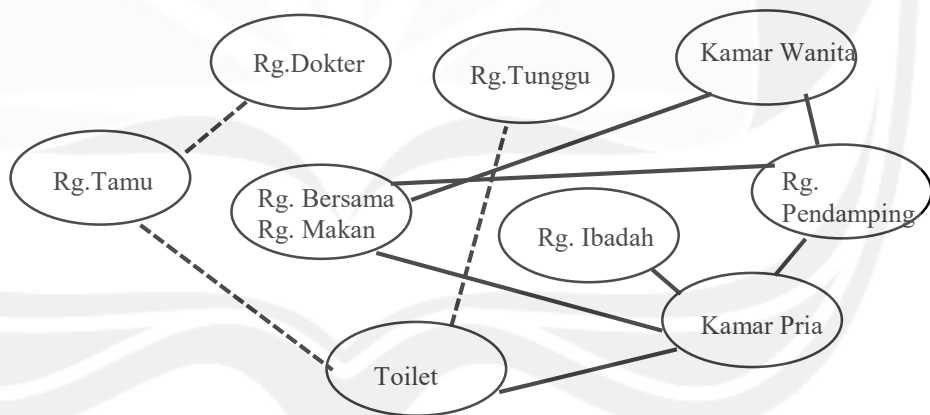 Rg.Dokter
Rg.Tunggu
Kamar Wanita
Rg.Tamu
Rg. Bersama
Rg. Makan
Rg. Ibadah
Rg.
Pendamping
Kamar Pria
Toilet